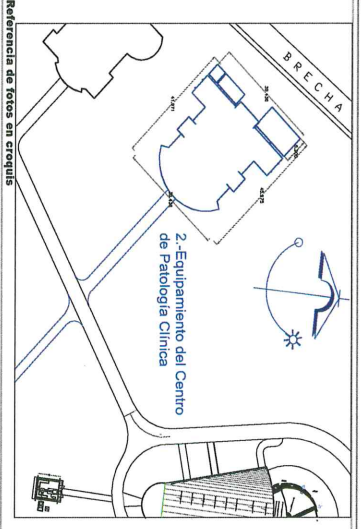 BRECHA
2.-Equipamiento del Centro
de Patología Clínica
Referencia de fotos en croquis